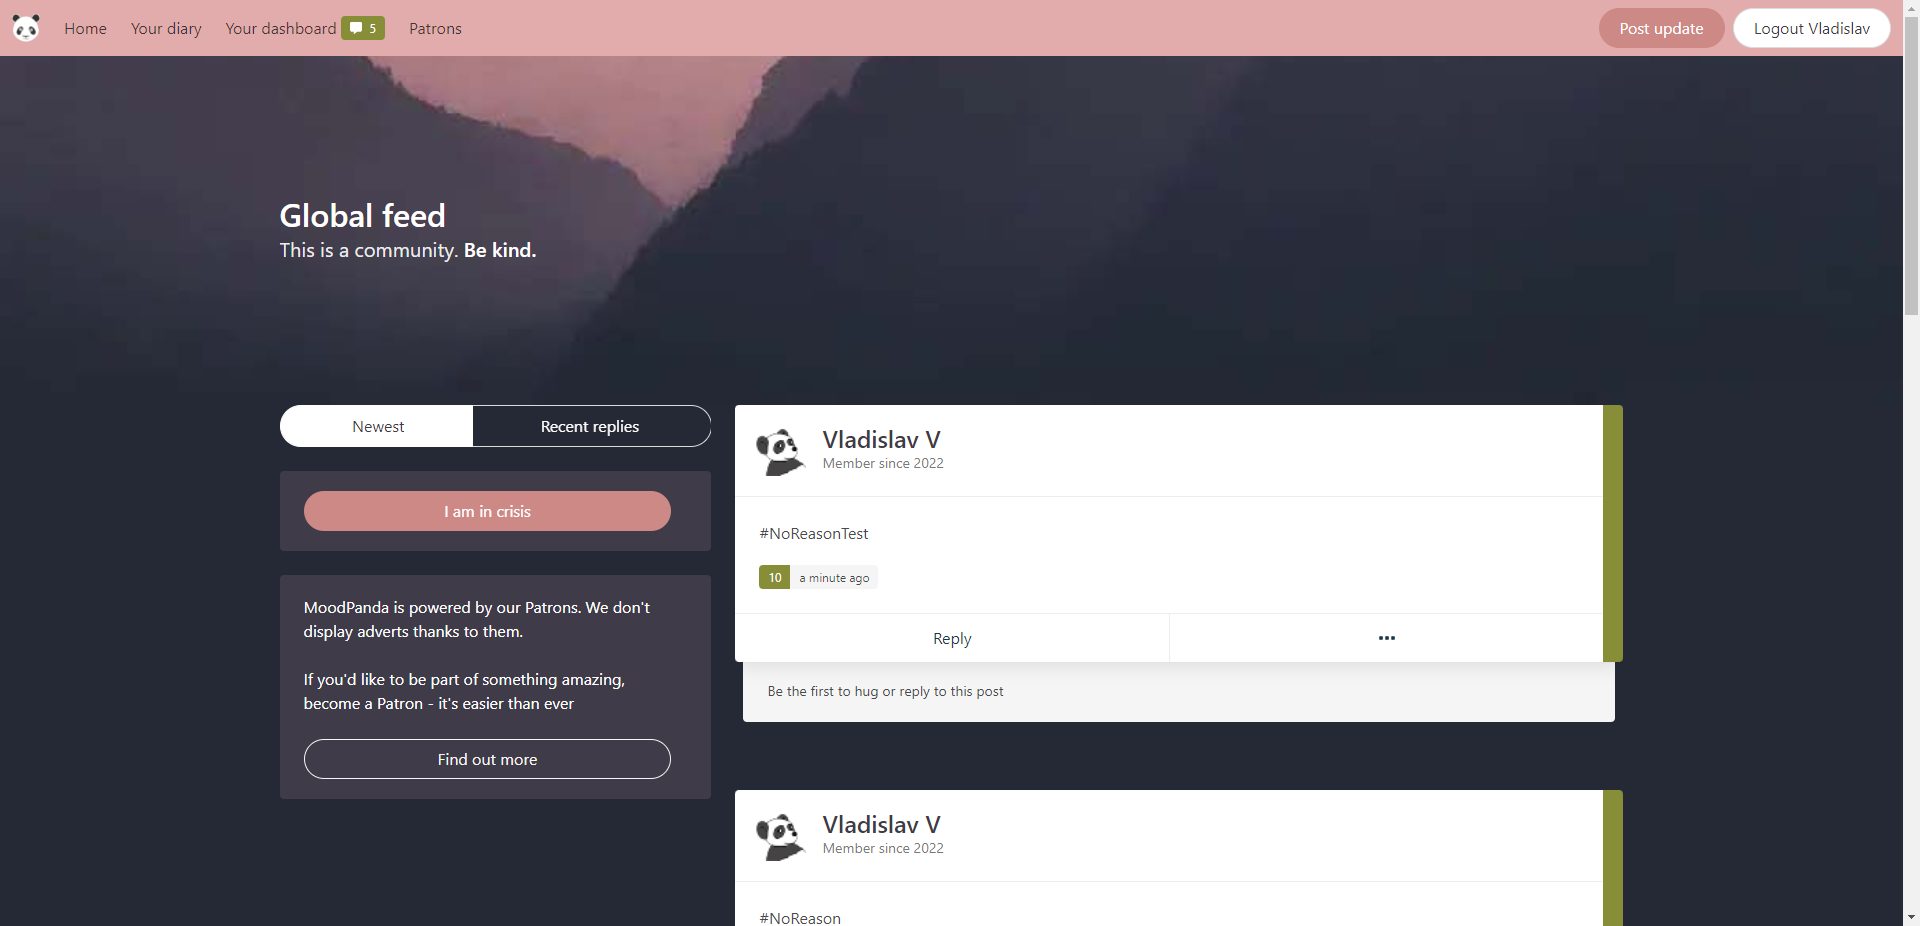 Home
Your diary
Your dashboard 5
Patrons
Post update
Logout Vladislav
Global feed
This is a community. Be kind.
Newest
Recent replies
I am in crisis
MoodPanda is powered by our Patrons. We don't
display adverts thanks to them.
If you'd like to be part of something amazing,
become a Patron - it's easier than ever
Find out more
Vladislav V
Member since 2022
#NoReasonTest
10 a minute ago
Reply
Be the first to hug or reply to this post
Vladislav V
Member since 2022
#NoReason